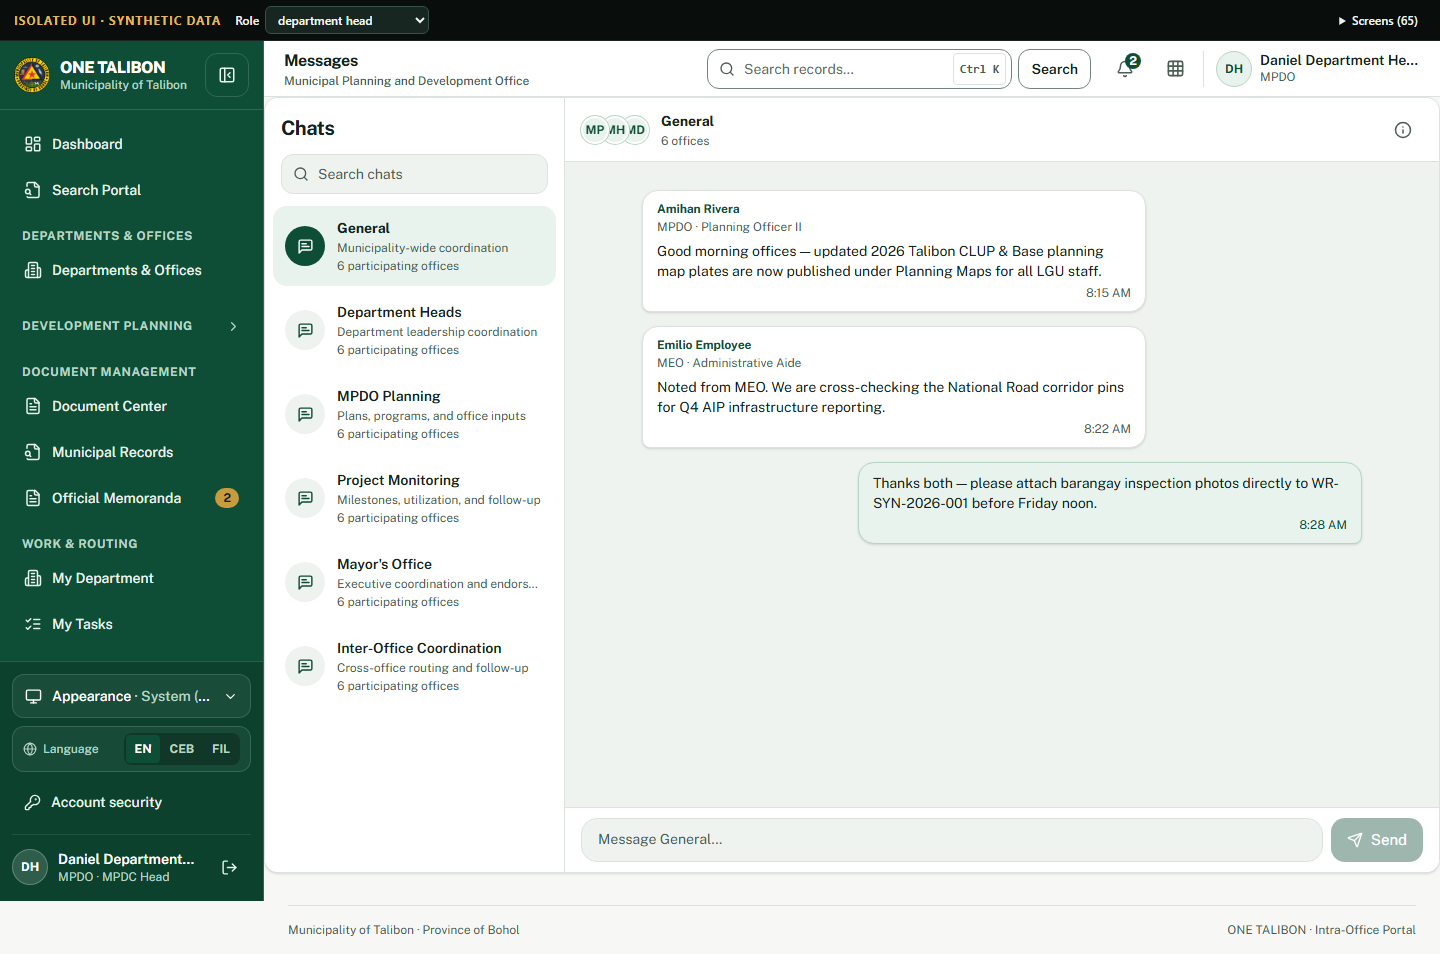 ISOLATED UI · SYNTHETIC DATA
Role
department head
Screens (65)
ONE TALIBON
Municipality of Talibon
Dashboard
Search Portal
DEPARTMENTS & OFFICES
Departments & Offices
DEVELOPMENT PLANNING
DOCUMENT MANAGEMENT
Document Center
Municipal Records
Official Memoranda
2
WORK & ROUTING
My Department
My Tasks
Appearance · System (...
Language
EN
CEB
FIL
Account security
DH
Daniel Department...
MPDO · MPDC Head
Messages
Municipal Planning and Development Office
Search records...
Ctrl K
Search
2
DH
Daniel Department He...
MPDO
Chats
Search chats
General
Municipality-wide coordination
6 participating offices
Department Heads
Department leadership coordination
6 participating offices
MPDO Planning
Plans, programs, and office inputs
6 participating offices
Project Monitoring
Milestones, utilization, and follow-up
6 participating offices
Mayor's Office
Executive coordination and endors...
6 participating offices
Inter-Office Coordination
Cross-office routing and follow-up
6 participating offices
MP
MH
MD
General
6 offices
Amihan Rivera
MPDO · Planning Officer II
Good morning offices — updated 2026 Talibon CLUP & Base planning
map plates are now published under Planning Maps for all LGU staff.
8:15 AM
Emilio Employee
MEO · Administrative Aide
Noted from MEO. We are cross-checking the National Road corridor pins
for Q4 AIP infrastructure reporting.
8:22 AM
Thanks both — please attach barangay inspection photos directly to WR-
SYN-2026-001 before Friday noon.
8:28 AM
Message General...
Send
Municipality of Talibon · Province of Bohol
ONE TALIBON · Intra-Office Portal